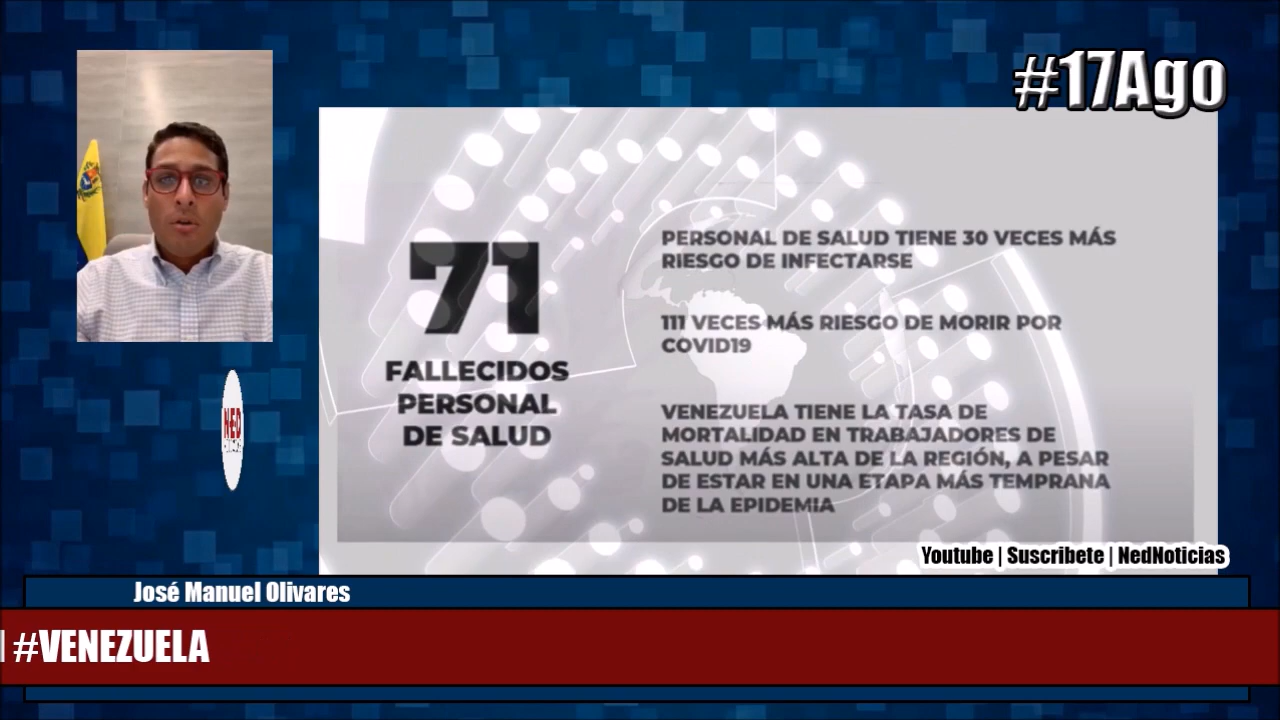 #17Ago
71
FALLECIDOS
PERSONAL
DE SALUD
PERSONAL DE SALUD TIENE 30 VECES MÁS
RIESGO DE INFECTARSE
111 VECES MÁS RIESGO DE MORIR POR
COVID19
VENEZUELA TIENE LA TASA DE
MORTALIDAD EN TRABAJADORES DE
SALUD MÁS ALTA DE LA REGIÓN, A PESAR
DE ESTAR EN UNA ETAPA MÁS TEMPRANA
DE LA EPIDEMIA
NED
Youtube | Suscribete | NedNoticias
José Manuel Olivares
#VENEZUELA